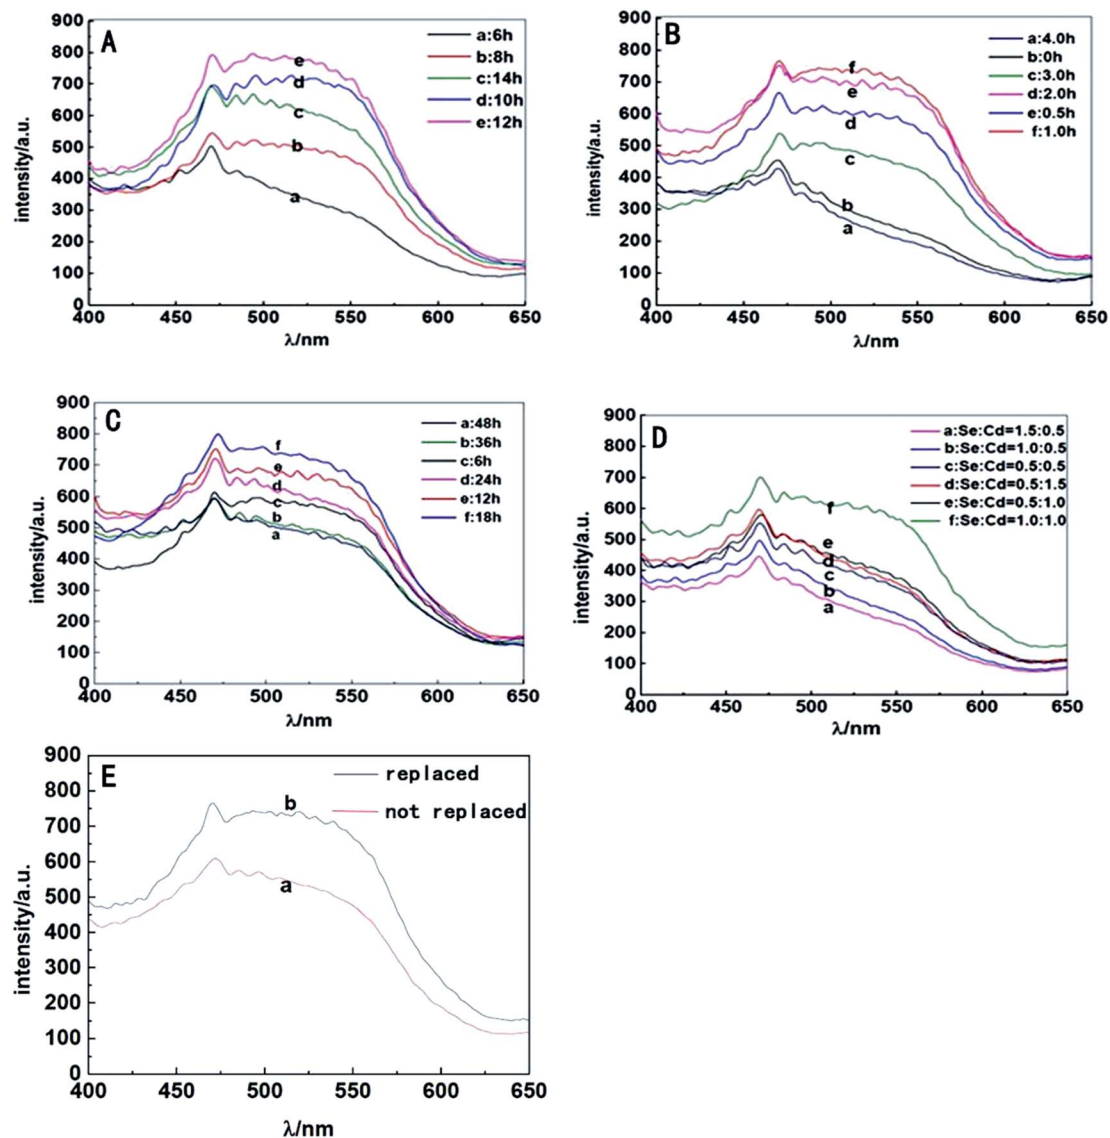 A
a:6h
b:8h
c:14h
d:10h
e:12h
e
d
c
b
a
900
800
700
600
500
400
300
200
100
0
intensity/a.u.
400 450 500 550 600 650
λ/nm
B
a:4.0h
b:0h
c:3.0h
d:2.0h
e:0.5h
f:1.0h
f
e
d
c
b
a
900
800
700
600
500
400
300
200
100
0
intensity/a.u.
400 450 500 550 600 650
λ/nm
C
a:48h
b:36h
c:6h
d:24h
e:12h
f:18h
f
e
d
c
b
a
900
800
700
600
500
400
300
200
100
0
intensity/a.u.
400 450 500 550 600 650
λ/nm
D
a:Se:Cd=1.5:0.5
b:Se:Cd=1.0:0.5
c:Se:Cd=0.5:0.5
d:Se:Cd=0.5:1.5
e:Se:Cd=0.5:1.0
f:Se:Cd=1.0:1.0
f
e
d
c
b
a
900
800
700
600
500
400
300
200
100
0
intensity/a.u.
400 450 500 550 600 650
λ/nm
E
replaced
not replaced
b
a
900
800
700
600
500
400
300
200
100
0
intensity/a.u.
400 450 500 550 600 650
λ/nm